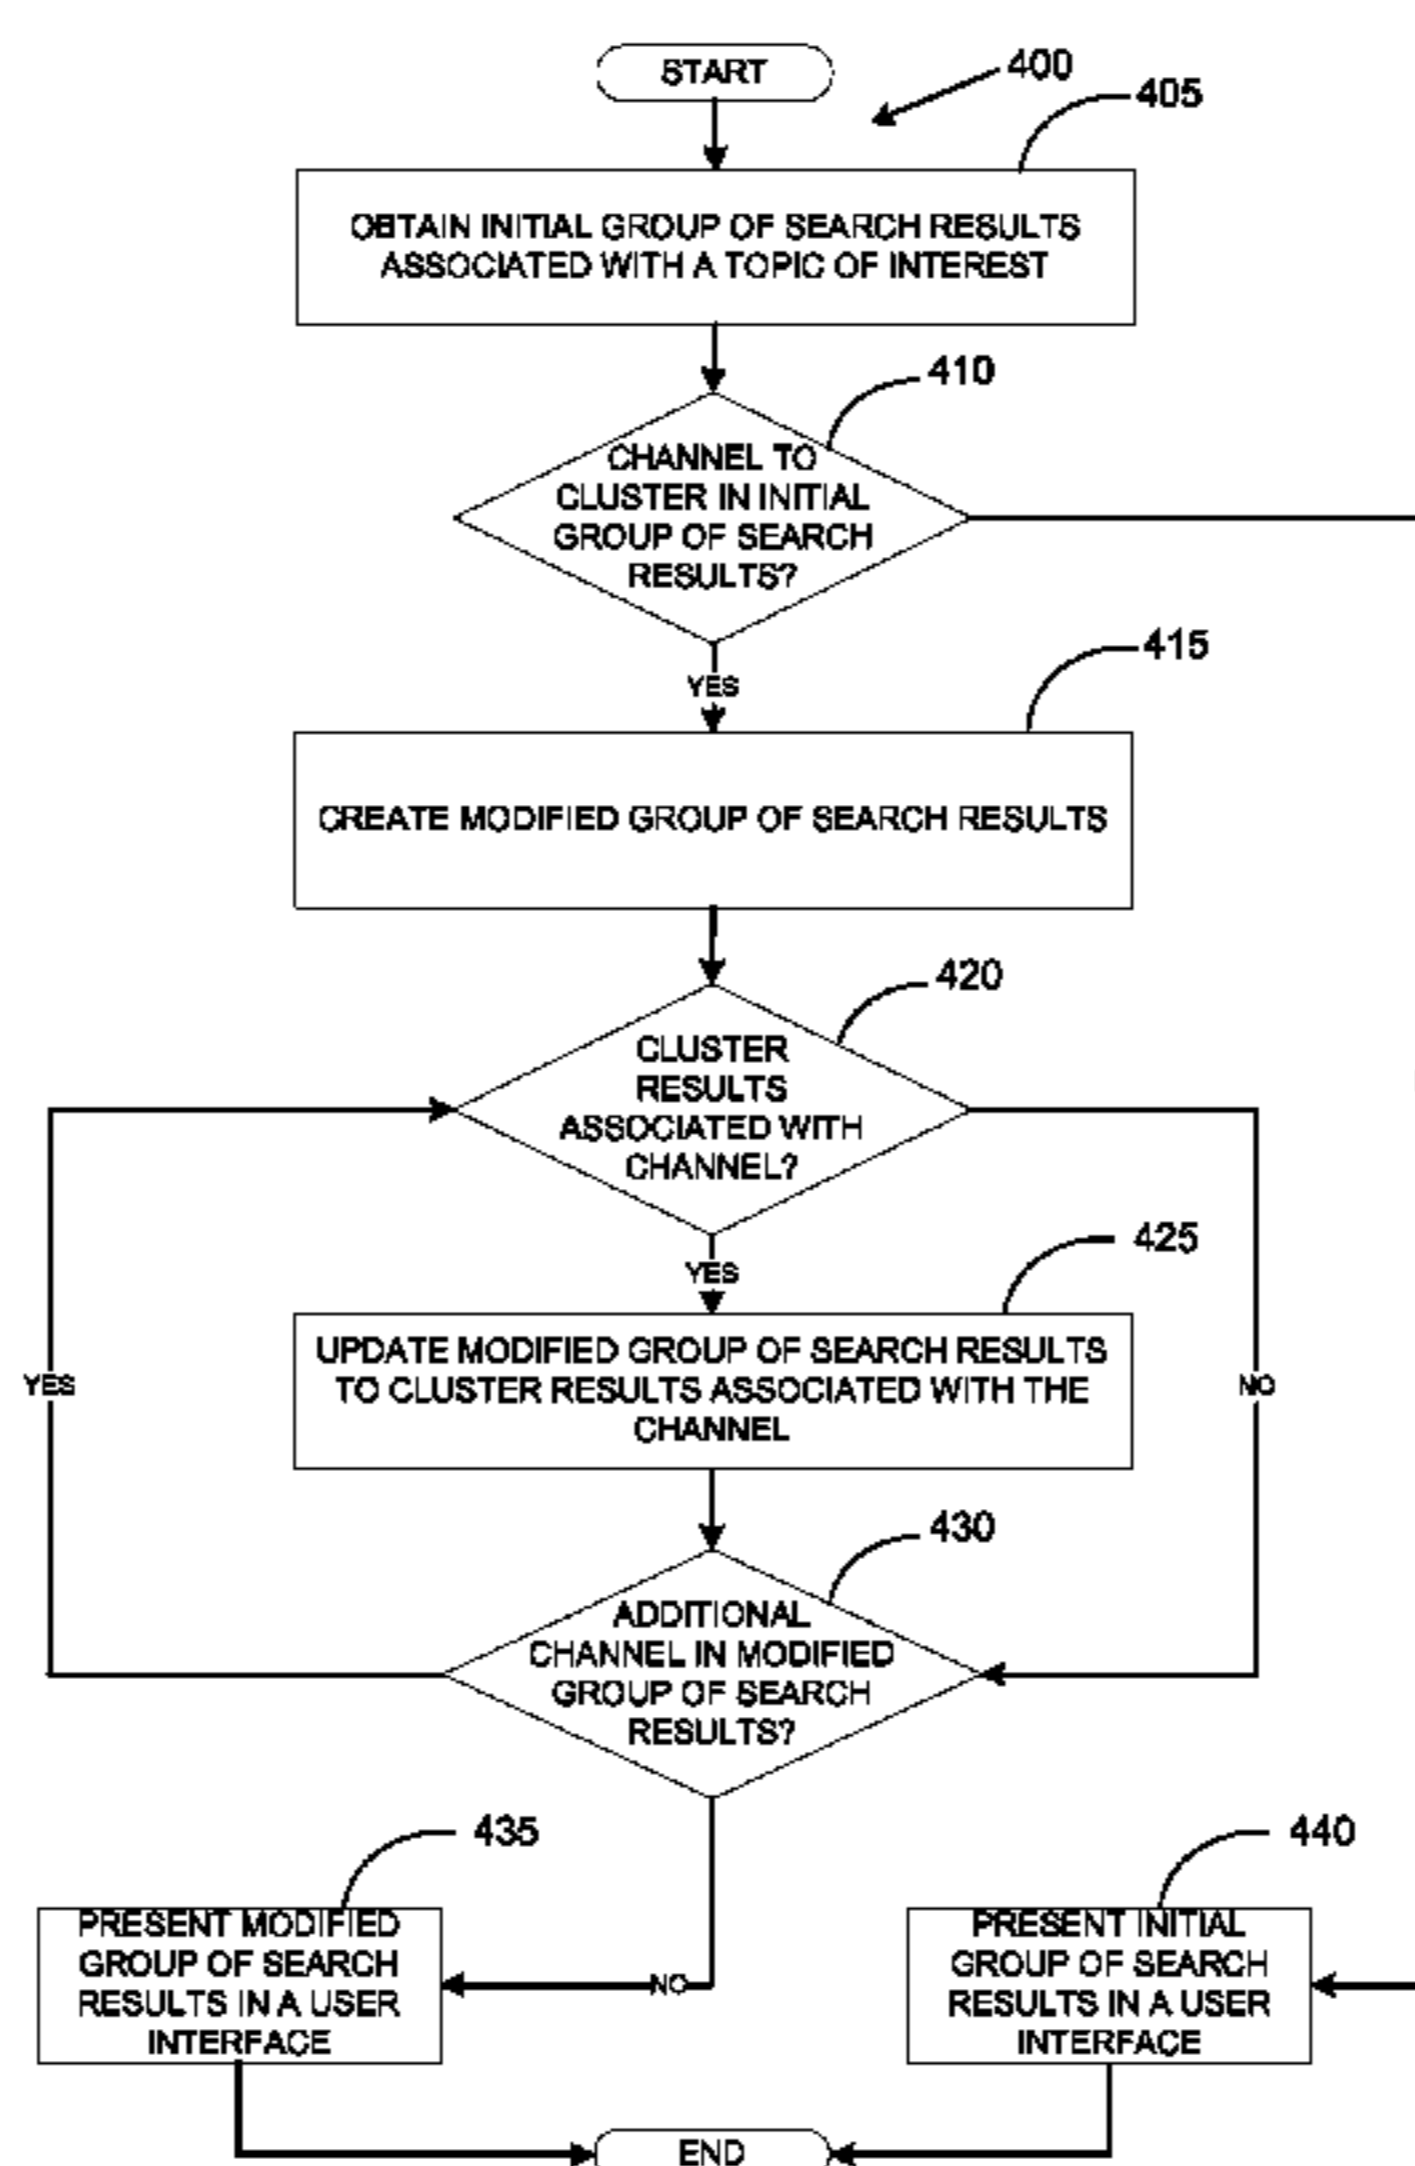 START
400
405
OBTAIN INITIAL GROUP OF SEARCH RESULTS
ASSOCIATED WITH A TOPIC OF INTEREST
410
CHANNEL TO
CLUSTER IN INITIAL
GROUP OF SEARCH
RESULTS?
YES
415
CREATE MODIFIED GROUP OF SEARCH RESULTS
420
CLUSTER
RESULTS
ASSOCIATED WITH
CHANNEL?
YES
425
UPDATE MODIFIED GROUP OF SEARCH RESULTS
TO CLUSTER RESULTS ASSOCIATED WITH THE
CHANNEL
YES
NO
430
ADDITIONAL
CHANNEL IN MODIFIED
GROUP OF SEARCH
RESULTS?
435
440
PRESENT MODIFIED
GROUP OF SEARCH
RESULTS IN A USER
INTERFACE
NO
PRESENT INITIAL
GROUP OF SEARCH
RESULTS IN A USER
INTERFACE
END